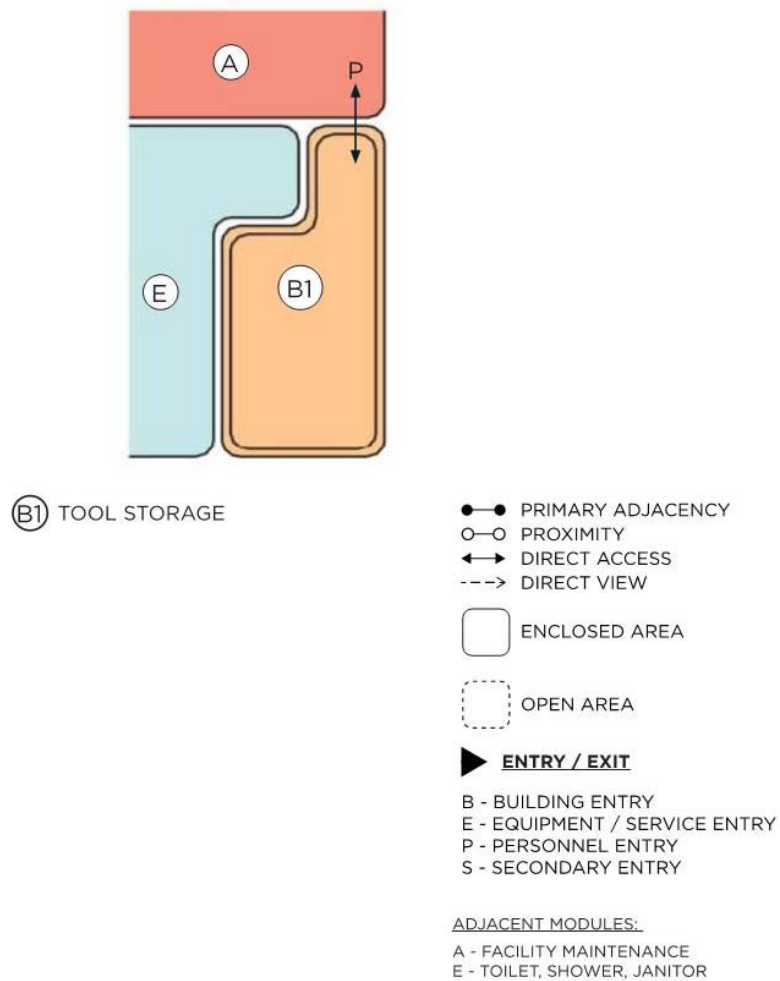 A
P
E
B1
B1 TOOL STORAGE
PRIMARY ADJACENCY
PROXIMITY
DIRECT ACCESS
DIRECT VIEW
ENCLOSED AREA
OPEN AREA
ENTRY / EXIT
B - BUILDING ENTRY
E - EQUIPMENT / SERVICE ENTRY
P - PERSONNEL ENTRY
S - SECONDARY ENTRY
ADJACENT MODULES:
A - FACILITY MAINTENANCE
E - TOILET, SHOWER, JANITOR